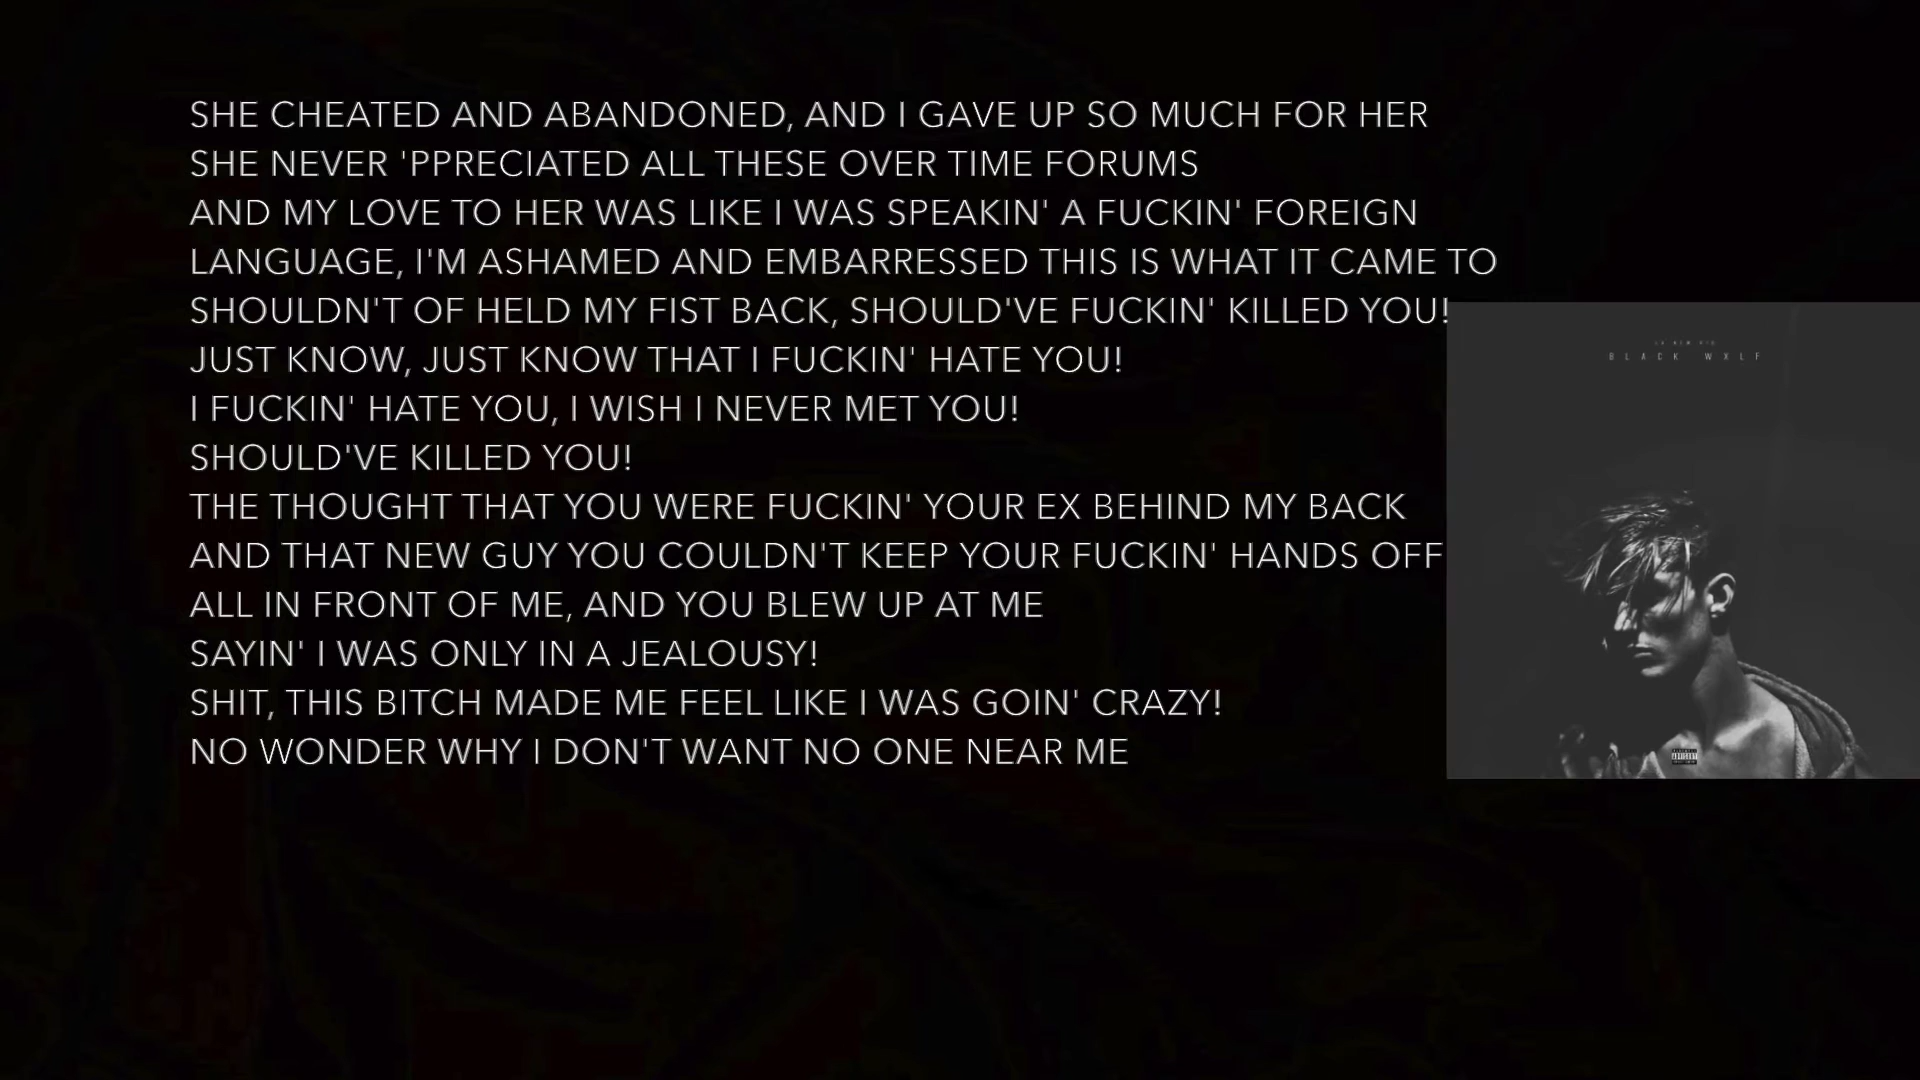 SHE CHEATED AND ABANDONED, AND I GAVE UP SO MUCH FOR HER
SHE NEVER 'PPRECIATED ALL THESE OVER TIME FORUMS
AND MY LOVE TO HER WAS LIKE I WAS SPEAKIN' A FUCKIN' FOREIGN
LANGUAGE, I'M ASHAMED AND EMBARRESSED THIS IS WHAT IT CAME TO
SHOULDN'T OF HELD MY FIST BACK, SHOULD'VE FUCKIN' KILLED YOU!
JUST KNOW, JUST KNOW THAT I FUCKIN' HATE YOU!
I FUCKIN' HATE YOU, I WISH I NEVER MET YOU!
SHOULD'VE KILLED YOU!
THE THOUGHT THAT YOU WERE FUCKIN' YOUR EX BEHIND MY BACK
AND THAT NEW GUY YOU COULDN'T KEEP YOUR FUCKIN' HANDS OFF
ALL IN FRONT OF ME, AND YOU BLEW UP AT ME
SAYIN' I WAS ONLY IN A JEALOUSY!
SHIT, THIS BITCH MADE ME FEEL LIKE I WAS GOIN' CRAZY!
NO WONDER WHY I DON'T WANT NO ONE NEAR ME
BLACK WXLF